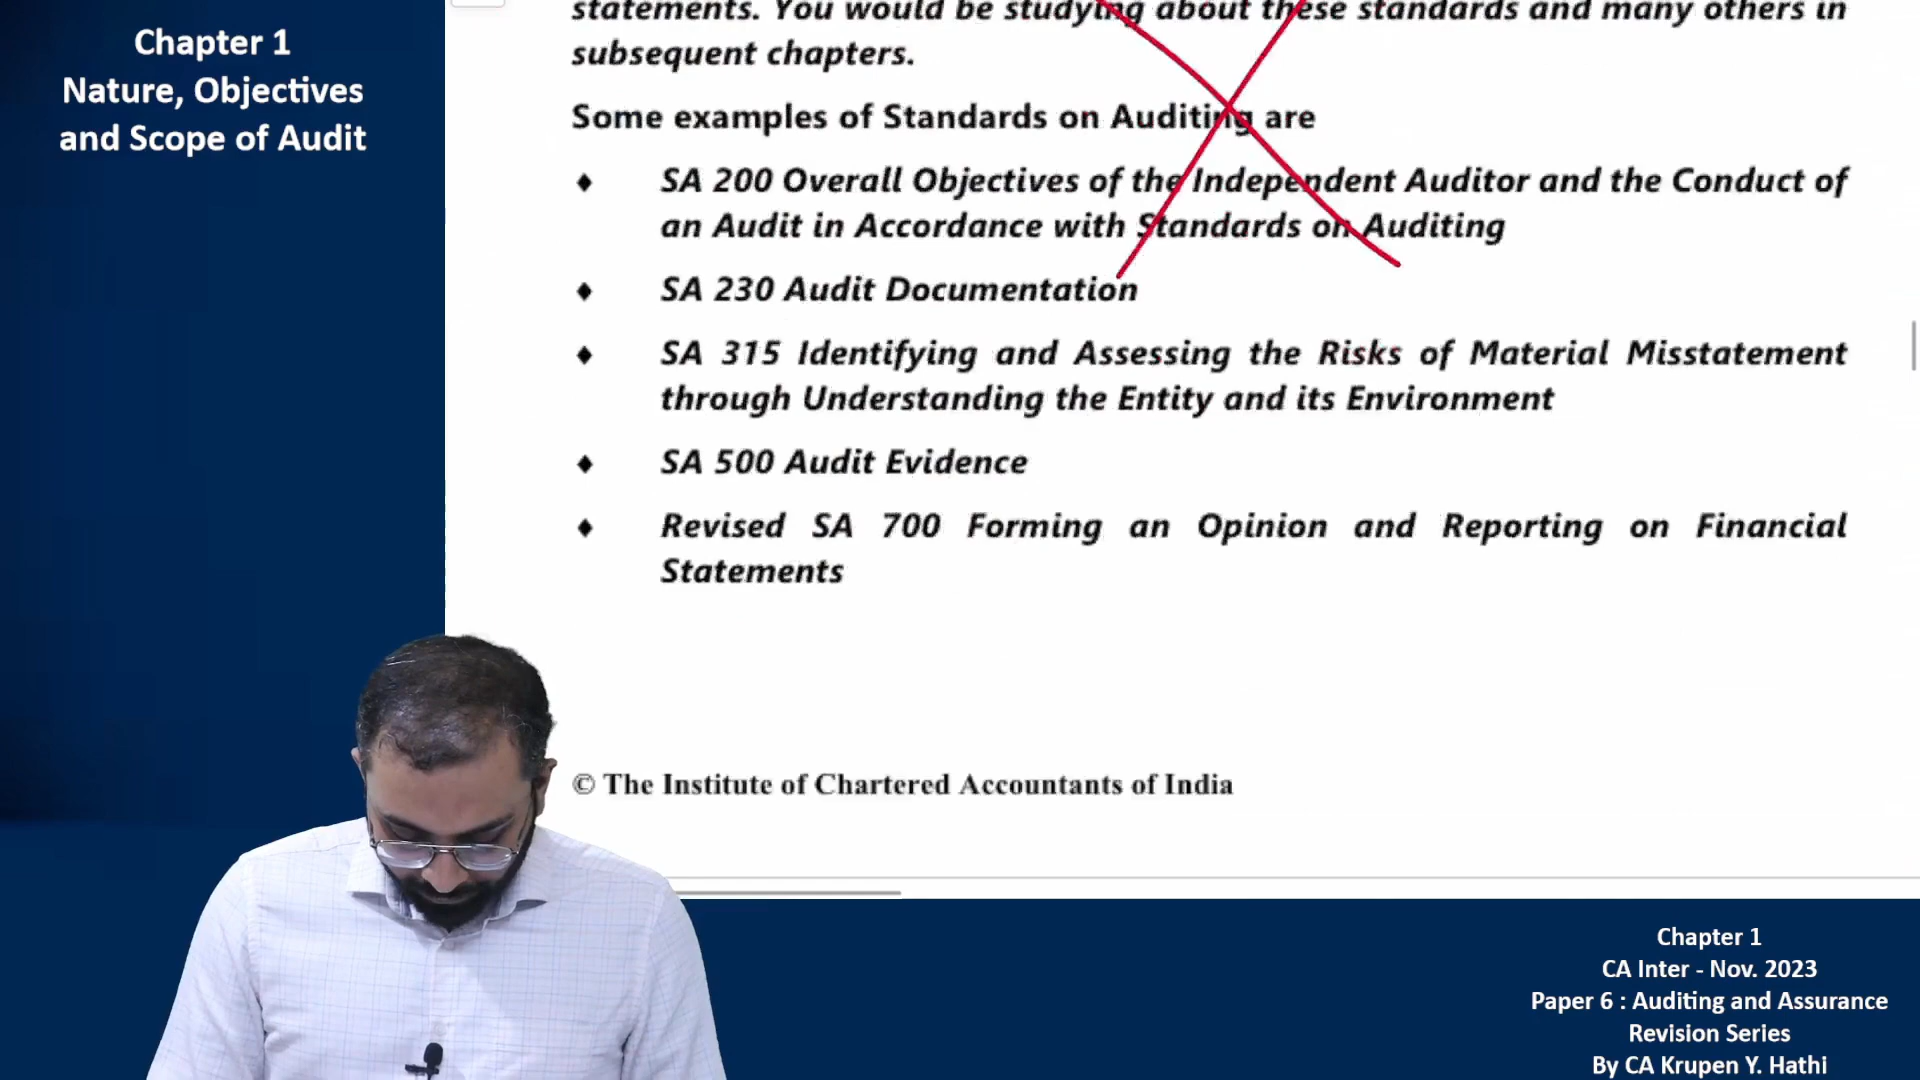 Chapter 1
Nature, Objectives
and Scope of Audit
statements. You would be studying about these standards and many others in
subsequent chapters.
Some examples of Standards on Auditing are
♦ SA 200 Overall Objectives of the Independent Auditor and the Conduct of
an Audit in Accordance with Standards on Auditing
♦ SA 230 Audit Documentation
♦ SA 315 Identifying and Assessing the Risks of Material Misstatement
through Understanding the Entity and its Environment
♦ SA 500 Audit Evidence
♦ Revised SA 700 Forming an Opinion and Reporting on Financial
Statements
© The Institute of Chartered Accountants of India
Chapter 1
CA Inter - Nov. 2023
Paper 6 : Auditing and Assurance
Revision Series
By CA Krupen Y. Hathi